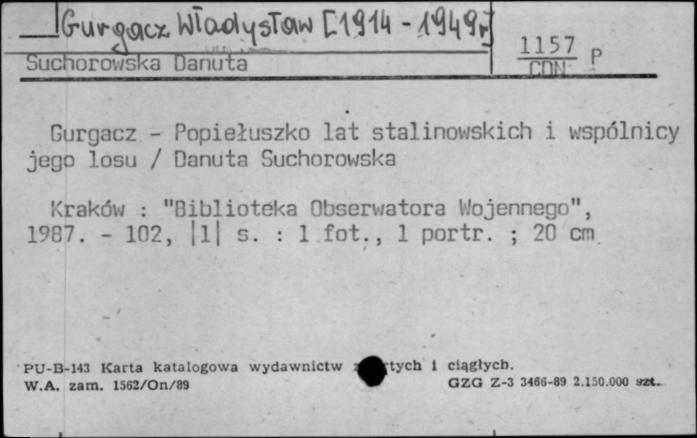 Gurgacz Władysław [1914 - 1949r]
Suchorowska Danuta
1157 P
CDN
Gurgacz - Popiełuszko lat stalinowskich i wspólnicy
jego losu / Danuta Suchorowska
Kraków : "Biblioteka Obserwatora Wojennego",
1987. - 102, |1| s. : 1 fot., 1 portr. ; 20 cm
PU-B-143 Karta katalogowa wydawnictw i ciągłych.
W.A. zam. 1562/On/89
GZG Z-3 3466-89 2.150.000 szt.